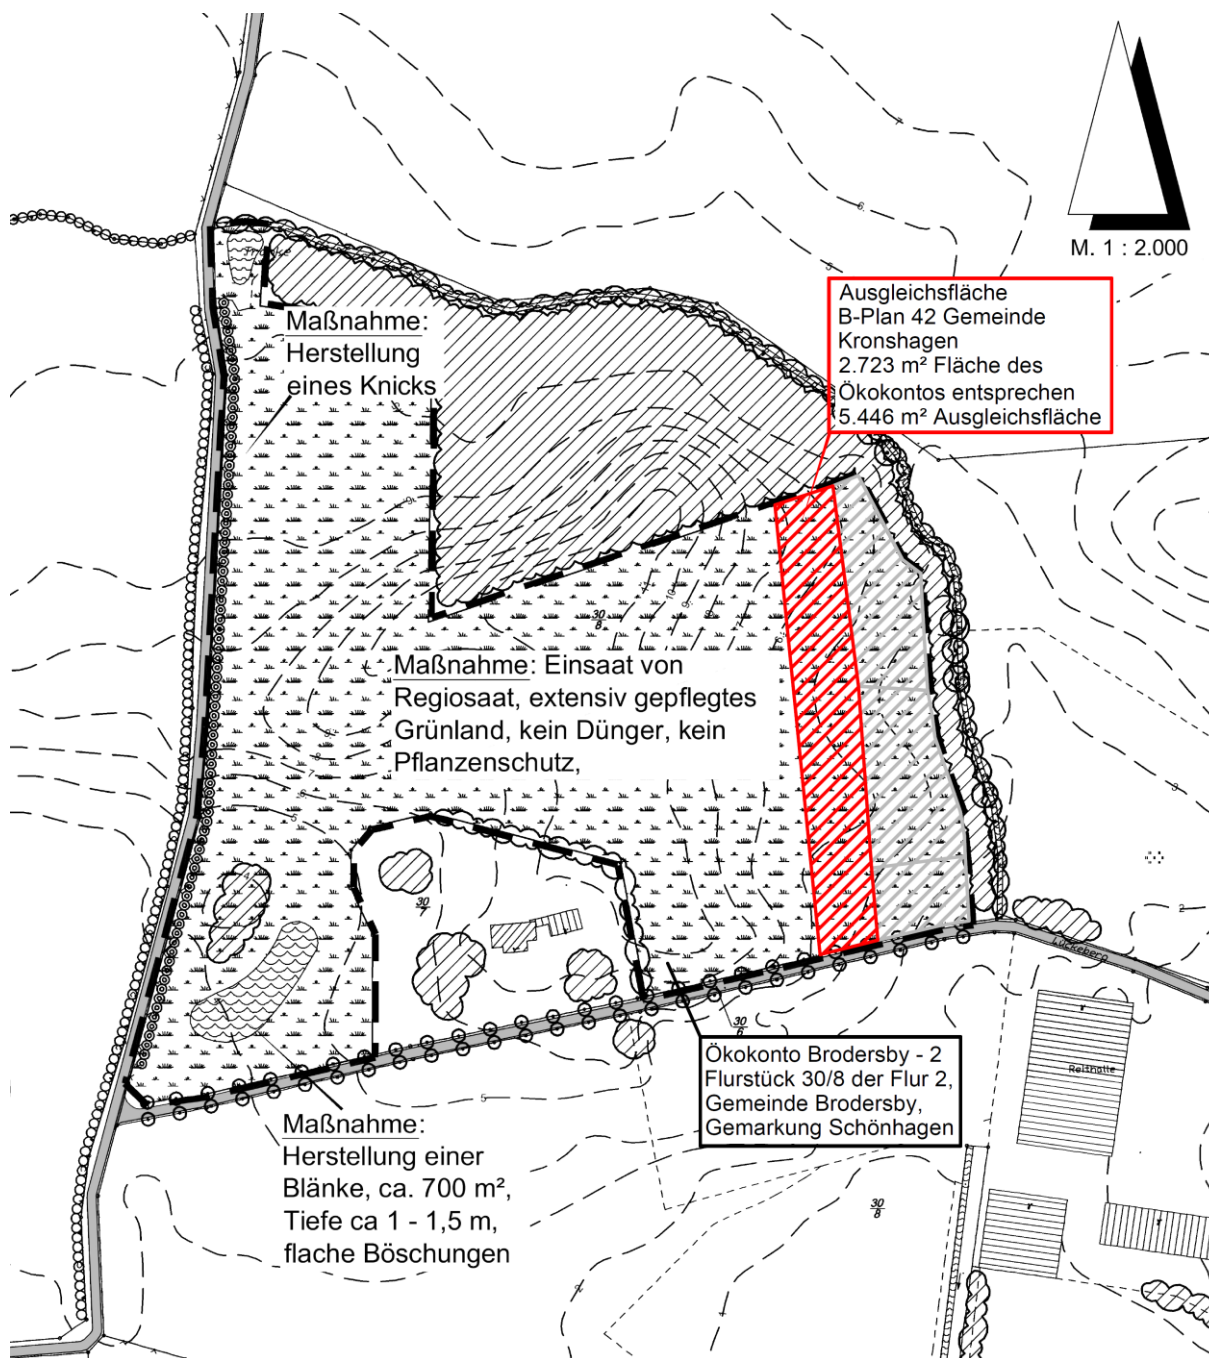 M. 1 : 2.000
Ausgleichsfläche
B-Plan 42 Gemeinde
Kronshagen
2.723 m² Fläche des
Ökokontos entsprechen
5.446 m² Ausgleichsfläche
Maßnahme:
Herstellung
eines Knicks
30
8
Maßnahme: Einsaat von
Regiosaat, extensiv gepflegtes
Grünland, kein Dünger, kein
Pflanzenschutz,
30
7
Lückeberg
30
6
Ökokonto Brodersby - 2
Flurstück 30/8 der Flur 2,
Gemeinde Brodersby,
Gemarkung Schönhagen
Reithalle
Maßnahme:
Herstellung einer
Blänke, ca. 700 m²,
Tiefe ca 1 - 1,5 m,
flache Böschungen
30
8